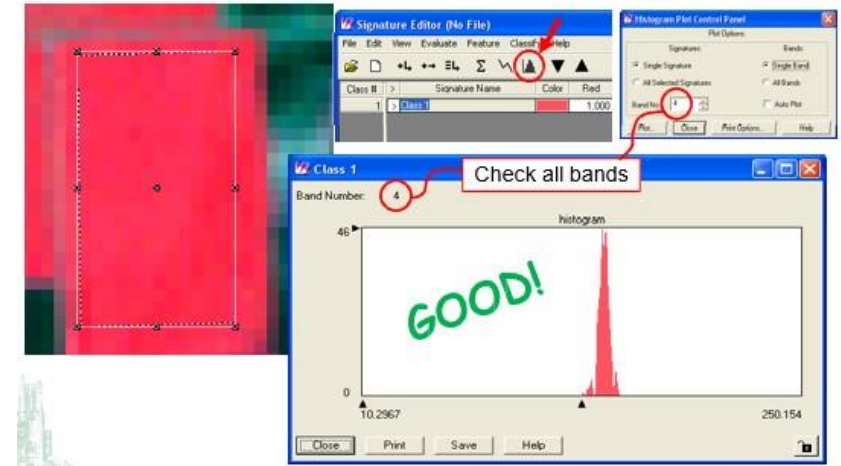 Signature Editor (No File)
File Edit View Evaluate Feature Classify Help
Class # > Signature Name Color Red
1 > Class 1 1.000
Histogram Plot Control Panel
Plot Options:
Signatures: Bands:
Single Signature Single Band
All Selected Signatures All Bands
Band No: 4 Auto Plot
Plot... Close Print Options... Help
Check all bands
Class 1
Band Number: 4
histogram
46
GOOD!
0
10.2967 250.154
Close Print Save Help